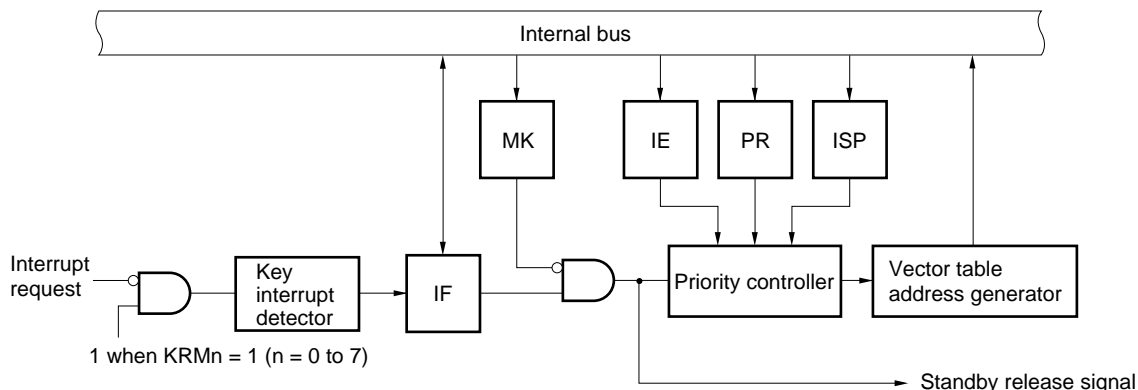 Internal bus
MK
IE
PR
ISP
Interrupt
request
Key
interrupt
detector
IF
Priority controller
Vector table
address generator
1 when KRMn = 1 (n = 0 to 7)
Standby release signal